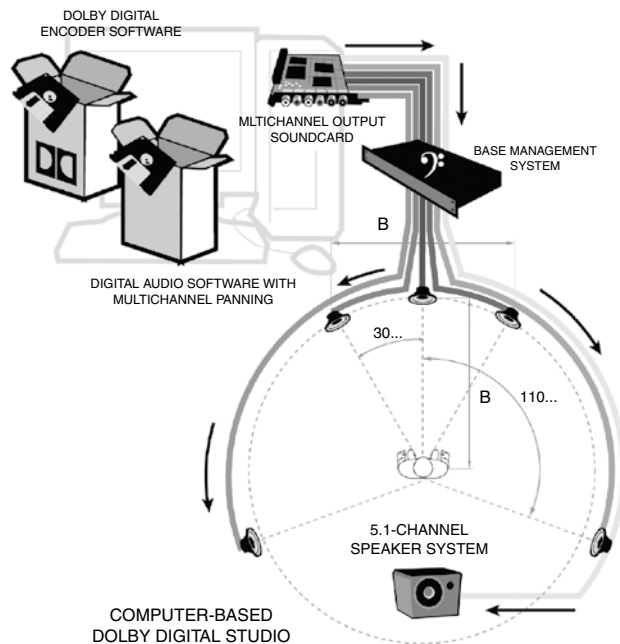 DOLBY DIGITAL
ENCODER SOFTWARE
MLTICHANNEL OUTPUT
SOUNDCARD
BASE MANAGEMENT
SYSTEM
B
DIGITAL AUDIO SOFTWARE WITH
MULTICHANNEL PANNING
30...
B
110...
5.1-CHANNEL
SPEAKER SYSTEM
COMPUTER-BASED
DOLBY DIGITAL STUDIO